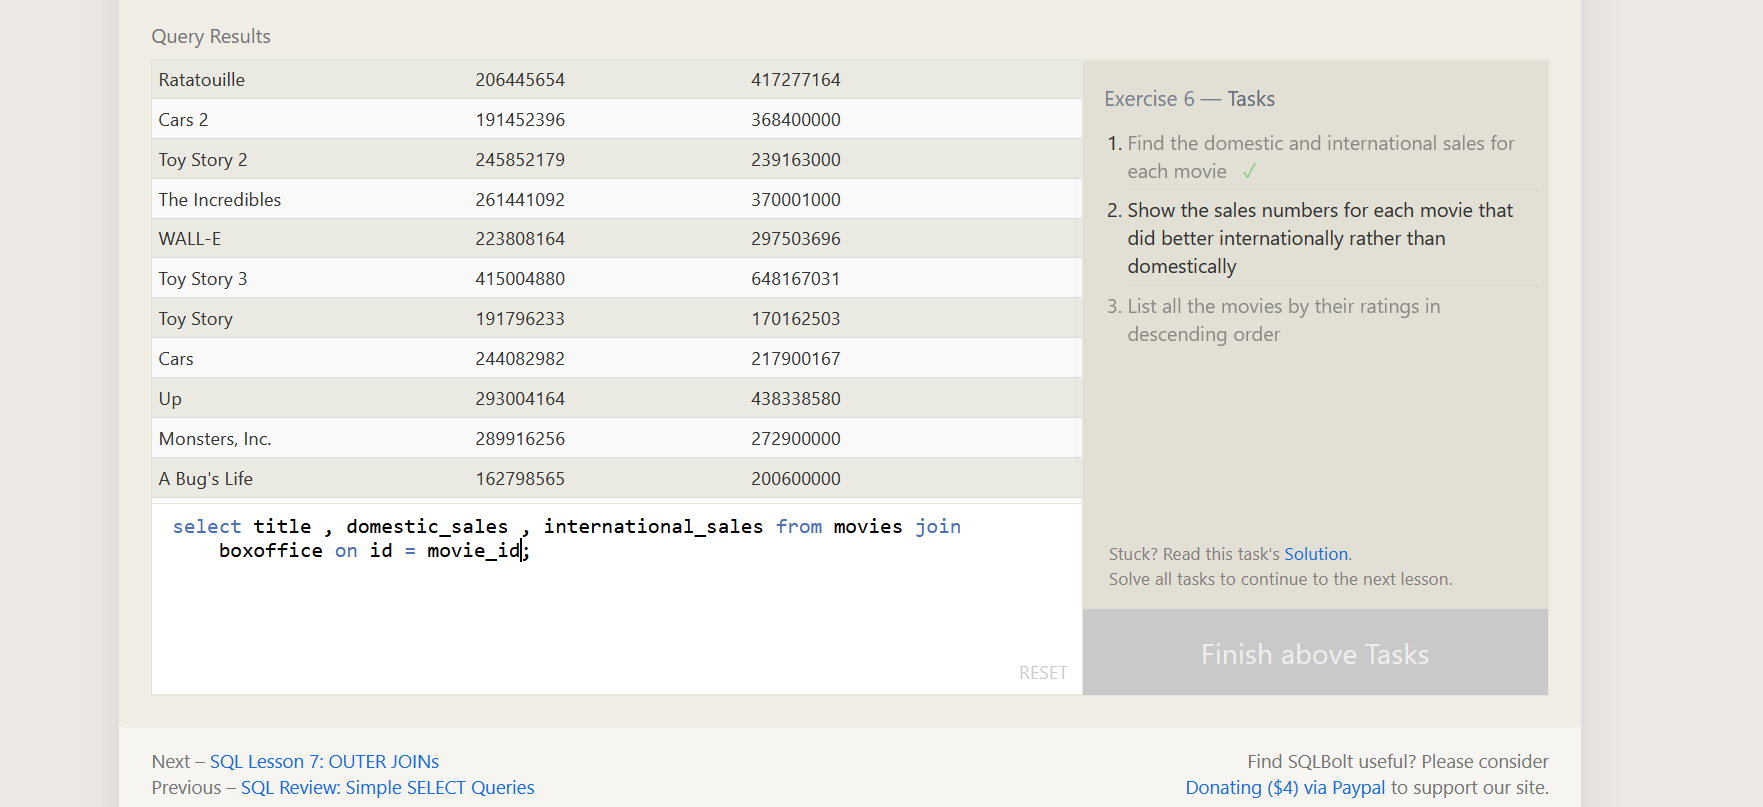 Query Results
Ratatouille 206445654 417277164
Cars 2 191452396 368400000
Toy Story 2 245852179 239163000
The Incredibles 261441092 370001000
WALL-E 223808164 297503696
Toy Story 3 415004880 648167031
Toy Story 191796233 170162503
Cars 244082982 217900167
Up 293004164 438338580
Monsters, Inc. 289916256 272900000
A Bug's Life 162798565 200600000
select title , domestic_sales , international_sales from movies join
boxoffice on id = movie_id;
RESET
Exercise 6 — Tasks
1. Find the domestic and international sales for
each movie ✓
2. Show the sales numbers for each movie that
did better internationally rather than
domestically
3. List all the movies by their ratings in
descending order
Stuck? Read this task's Solution.
Solve all tasks to continue to the next lesson.
Finish above Tasks
Next – SQL Lesson 7: OUTER JOINs
Previous – SQL Review: Simple SELECT Queries
Find SQLBolt useful? Please consider
Donating ($4) via Paypal to support our site.